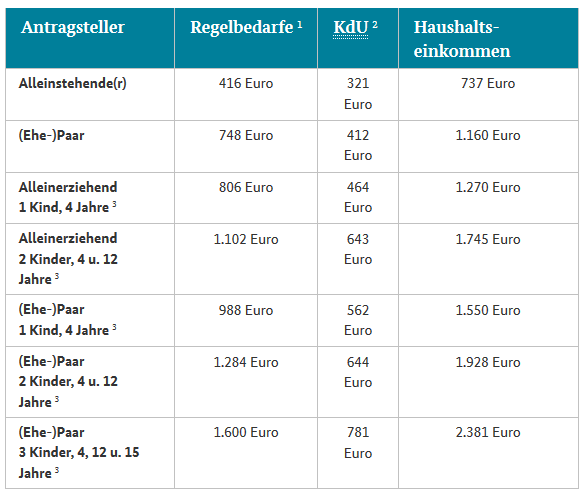 Antragsteller Regelbedarfe ¹ KdU ² Haushalts-
einkommen
Alleinstehende(r) 416 Euro 321 737 Euro
Euro
(Ehe-)Paar 748 Euro 412 1.160 Euro
Euro
Alleinerziehend 806 Euro 464 1.270 Euro
1 Kind, 4 Jahre ³ Euro
Alleinerziehend 1.102 Euro 643 1.745 Euro
2 Kinder, 4 u. 12 Euro
Jahre ³
(Ehe-)Paar 988 Euro 562 1.550 Euro
1 Kind, 4 Jahre ³ Euro
(Ehe-)Paar 1.284 Euro 644 1.928 Euro
2 Kinder, 4 u. 12 Euro
Jahre ³
(Ehe-)Paar 1.600 Euro 781 2.381 Euro
3 Kinder, 4, 12 u. 15 Euro
Jahre ³